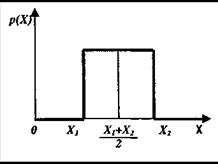 p(X)
0 X₁ X₁+X₂ X₂ X
2